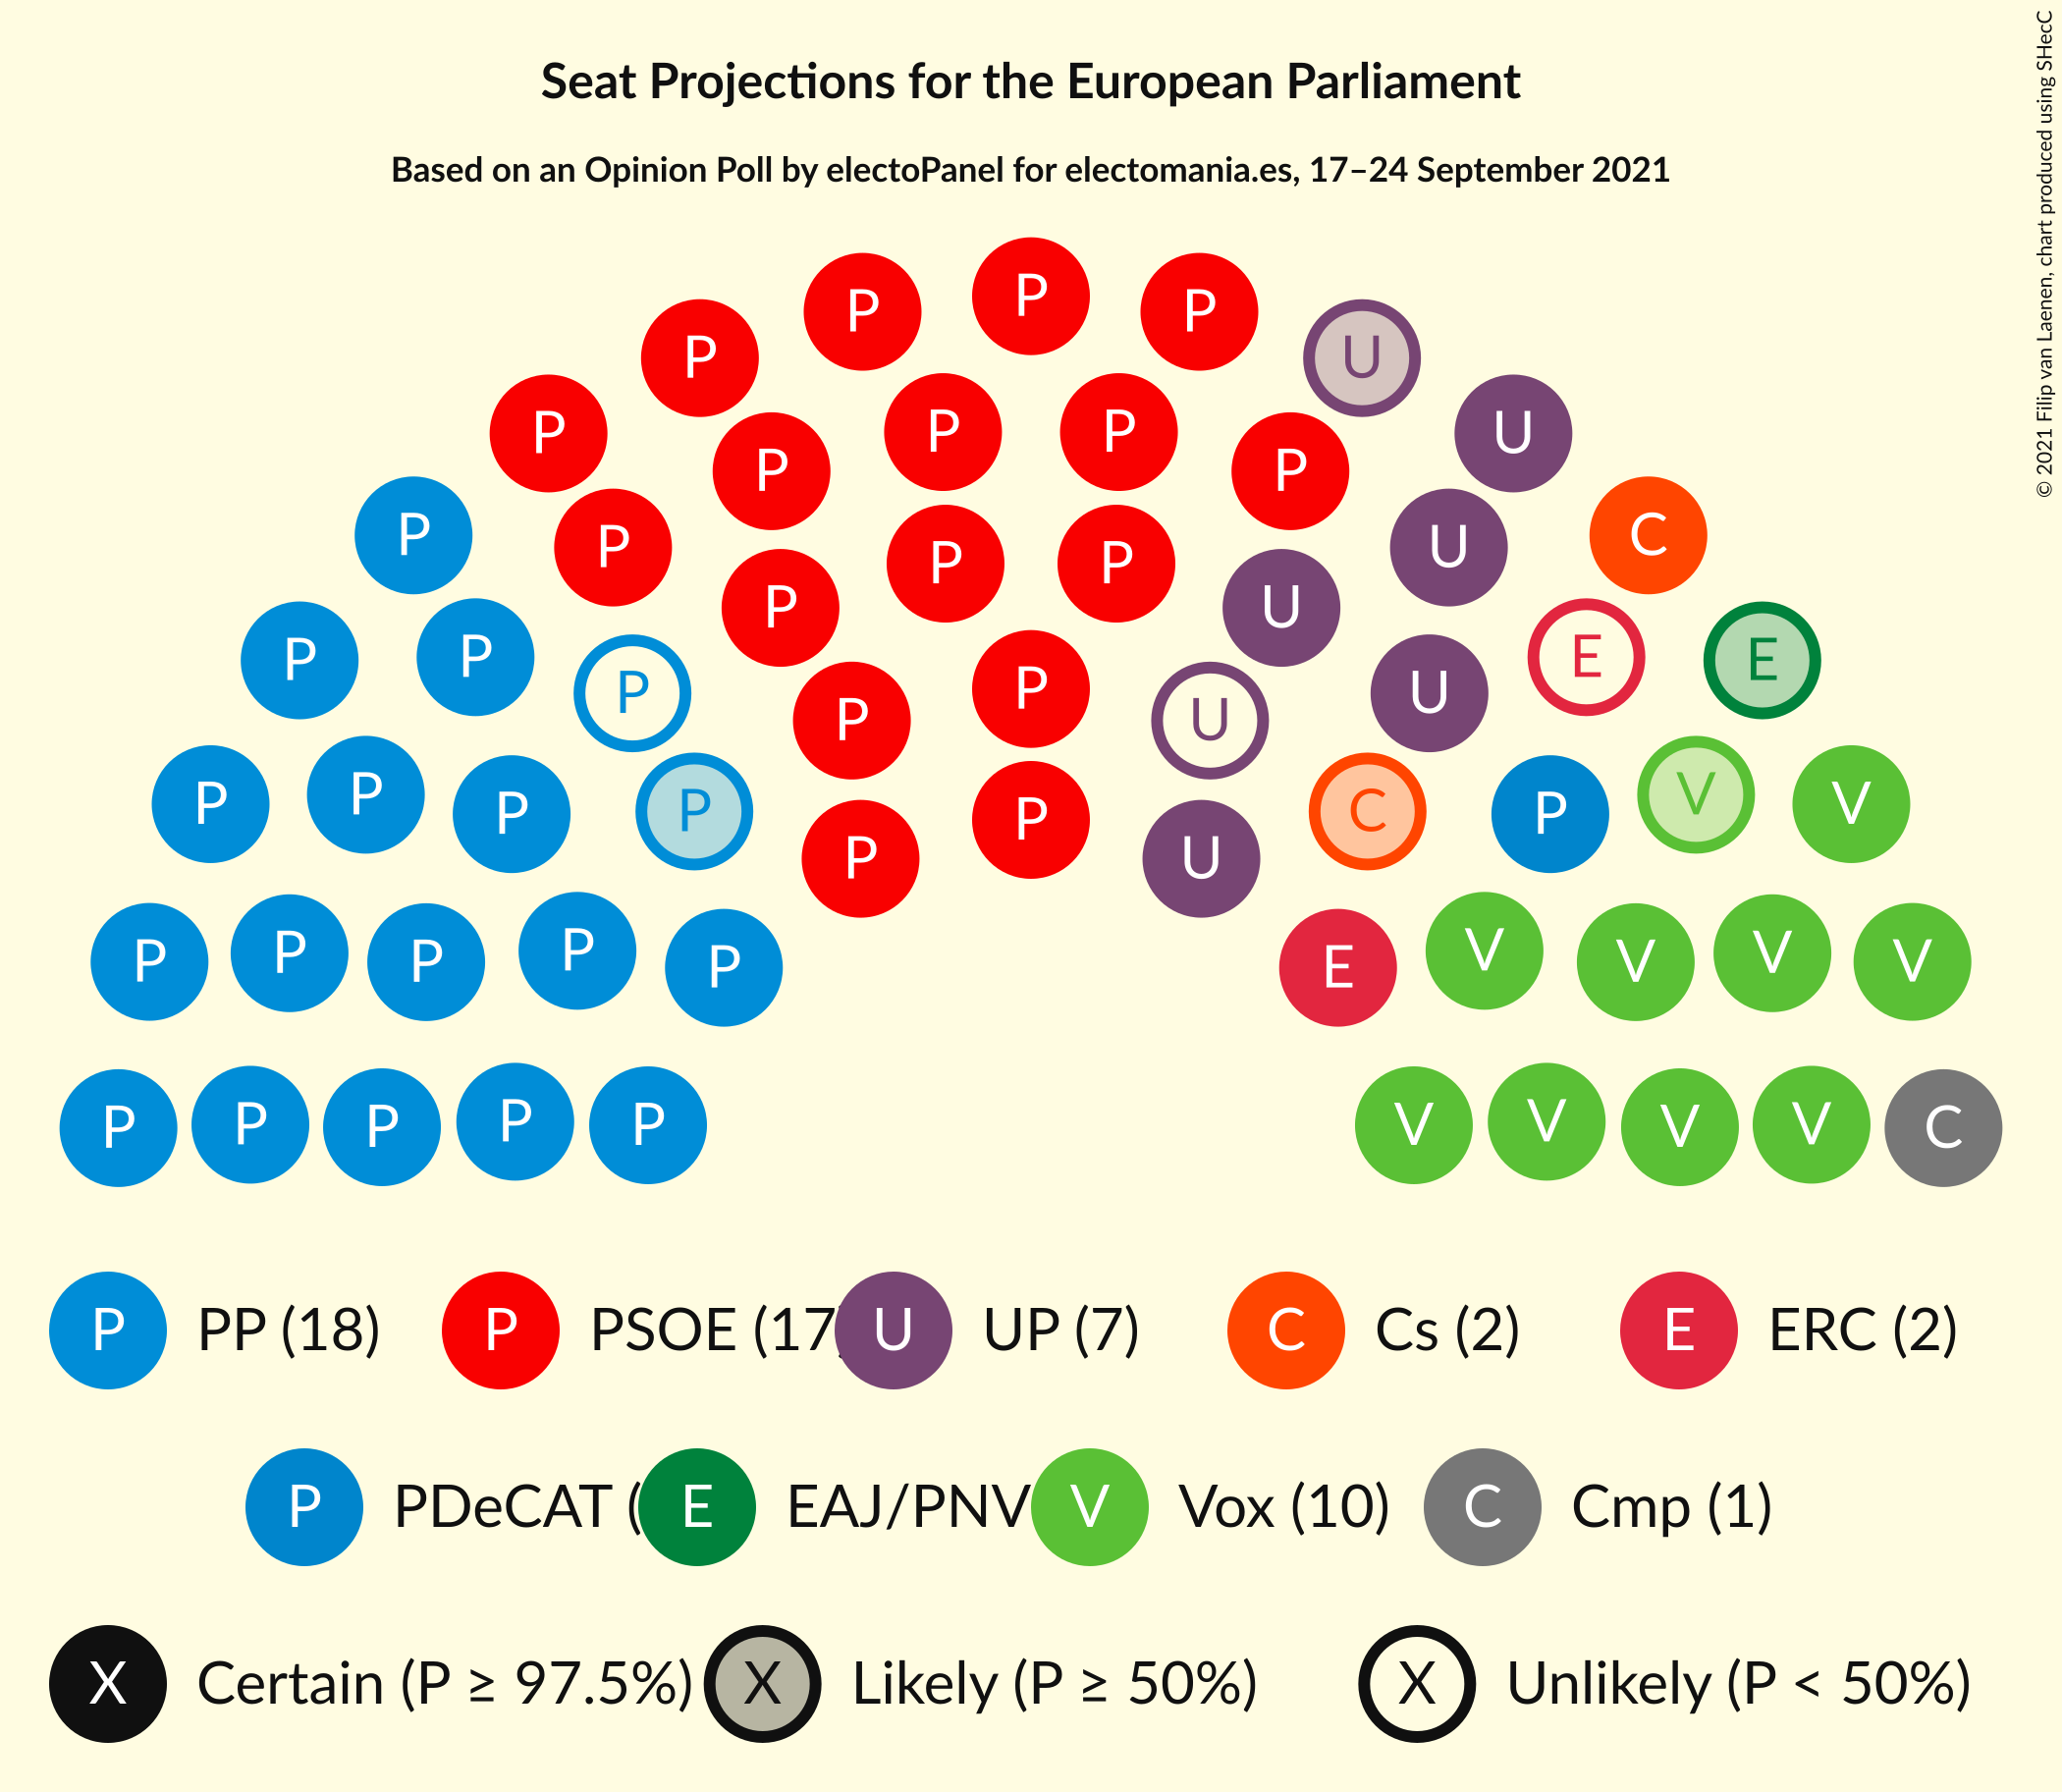 Seat Projections for the European Parliament
Based on an Opinion Poll by electoPanel for electomania.es, 17–24 September 2021
© 2021 Filip van Laenen, chart produced using SHecC
P P P
P P U
P P P P U
P P P P C
P U U
P P P U
P P E E
P P P U U
P P P P P U C P V V
P P
P P P P P E V V V V
P P P P P V V V V C
P PP (18) P PSOE (17 U UP (7) C Cs (2) E ERC (2)
P PDeCAT ( E EAJ/PNV V Vox (10) C Cmp (1)
X Certain (P ≥ 97.5%) X Likely (P ≥ 50%) X Unlikely (P < 50%)